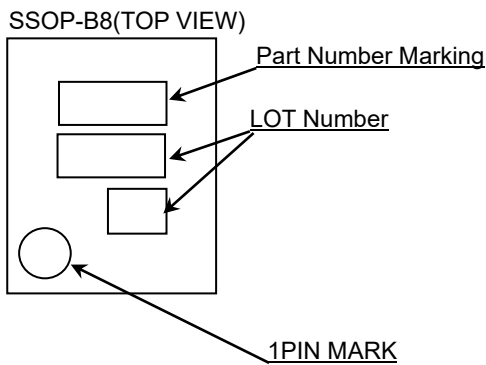 SSOP-B8(TOP VIEW)
Part Number Marking
LOT Number
1PIN MARK